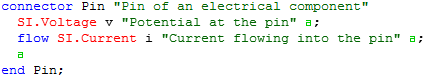 connector Pin "Pin of an electrical component"
SI.Voltage v "Potential at the pin" a;
flow SI.Current i "Current flowing into the pin" a;
a
end Pin;